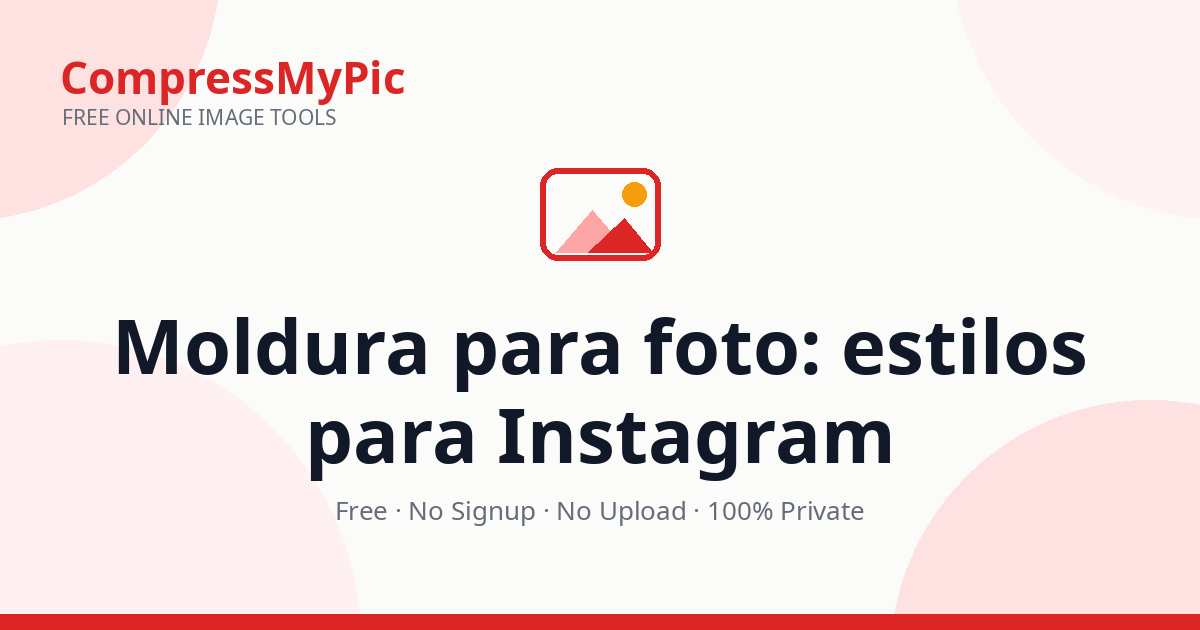 CompressMyPic
FREE ONLINE IMAGE TOOLS
Moldura para foto: estilos
para Instagram
Free · No Signup · No Upload · 100% Private